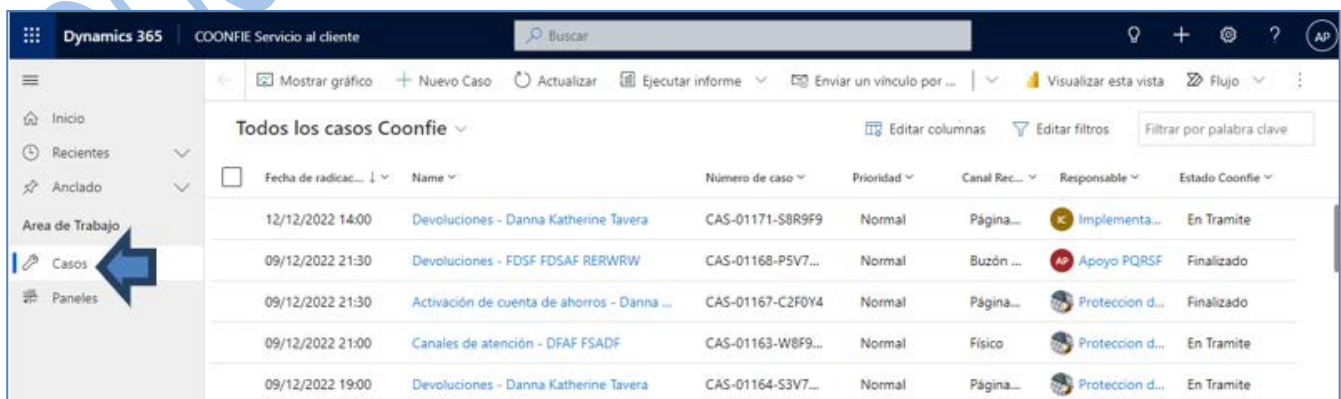 Dynamics 365 COONFIE Servicio al cliente Buscar ? AP
Mostrar gráfico Nuevo Caso Actualizar Ejecutar informe Enviar un vínculo por ... Visualizar esta vista Flujo
Inicio
Recientes
Anclado
Area de Trabajo
Casos
Paneles
Todos los casos Coonfie Editar columnas Editar filtros Filtrar por palabra clave
Fecha de radicac... Name Número de caso Prioridad Canal Rec... Responsable Estado Coonfie
12/12/2022 14:00 Devoluciones - Danna Katherine Tavera CAS-01171-S8R9F9 Normal Página... IC Implementa... En Tramite
09/12/2022 21:30 Devoluciones - FDSF FDSAF RERWRW CAS-01168-P5V7... Normal Buzón ... AP Apoyo PQRSF Finalizado
09/12/2022 21:30 Activación de cuenta de ahorros - Danna ... CAS-01167-C2F0Y4 Normal Página... Proteccion d... Finalizado
09/12/2022 21:00 Canales de atención - DFAF FSADF CAS-01163-W8F9... Normal Físico Proteccion d... En Tramite
09/12/2022 19:00 Devoluciones - Danna Katherine Tavera CAS-01164-S3V7... Normal Página... Proteccion d... En Tramite